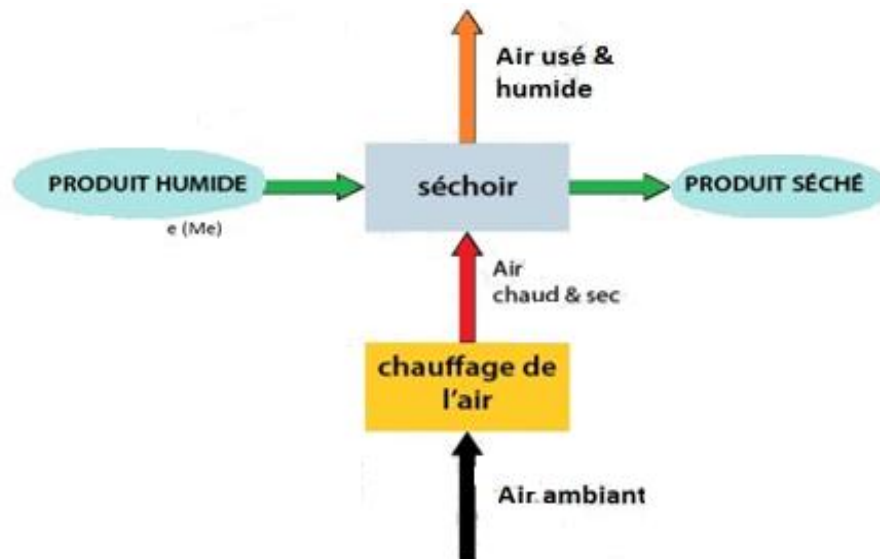 Air usé &
humide
PRODUIT HUMIDE
séchoir
PRODUIT SÉCHÉ
e (Me)
Air
chaud & sec
chauffage de
l'air
Air ambiant